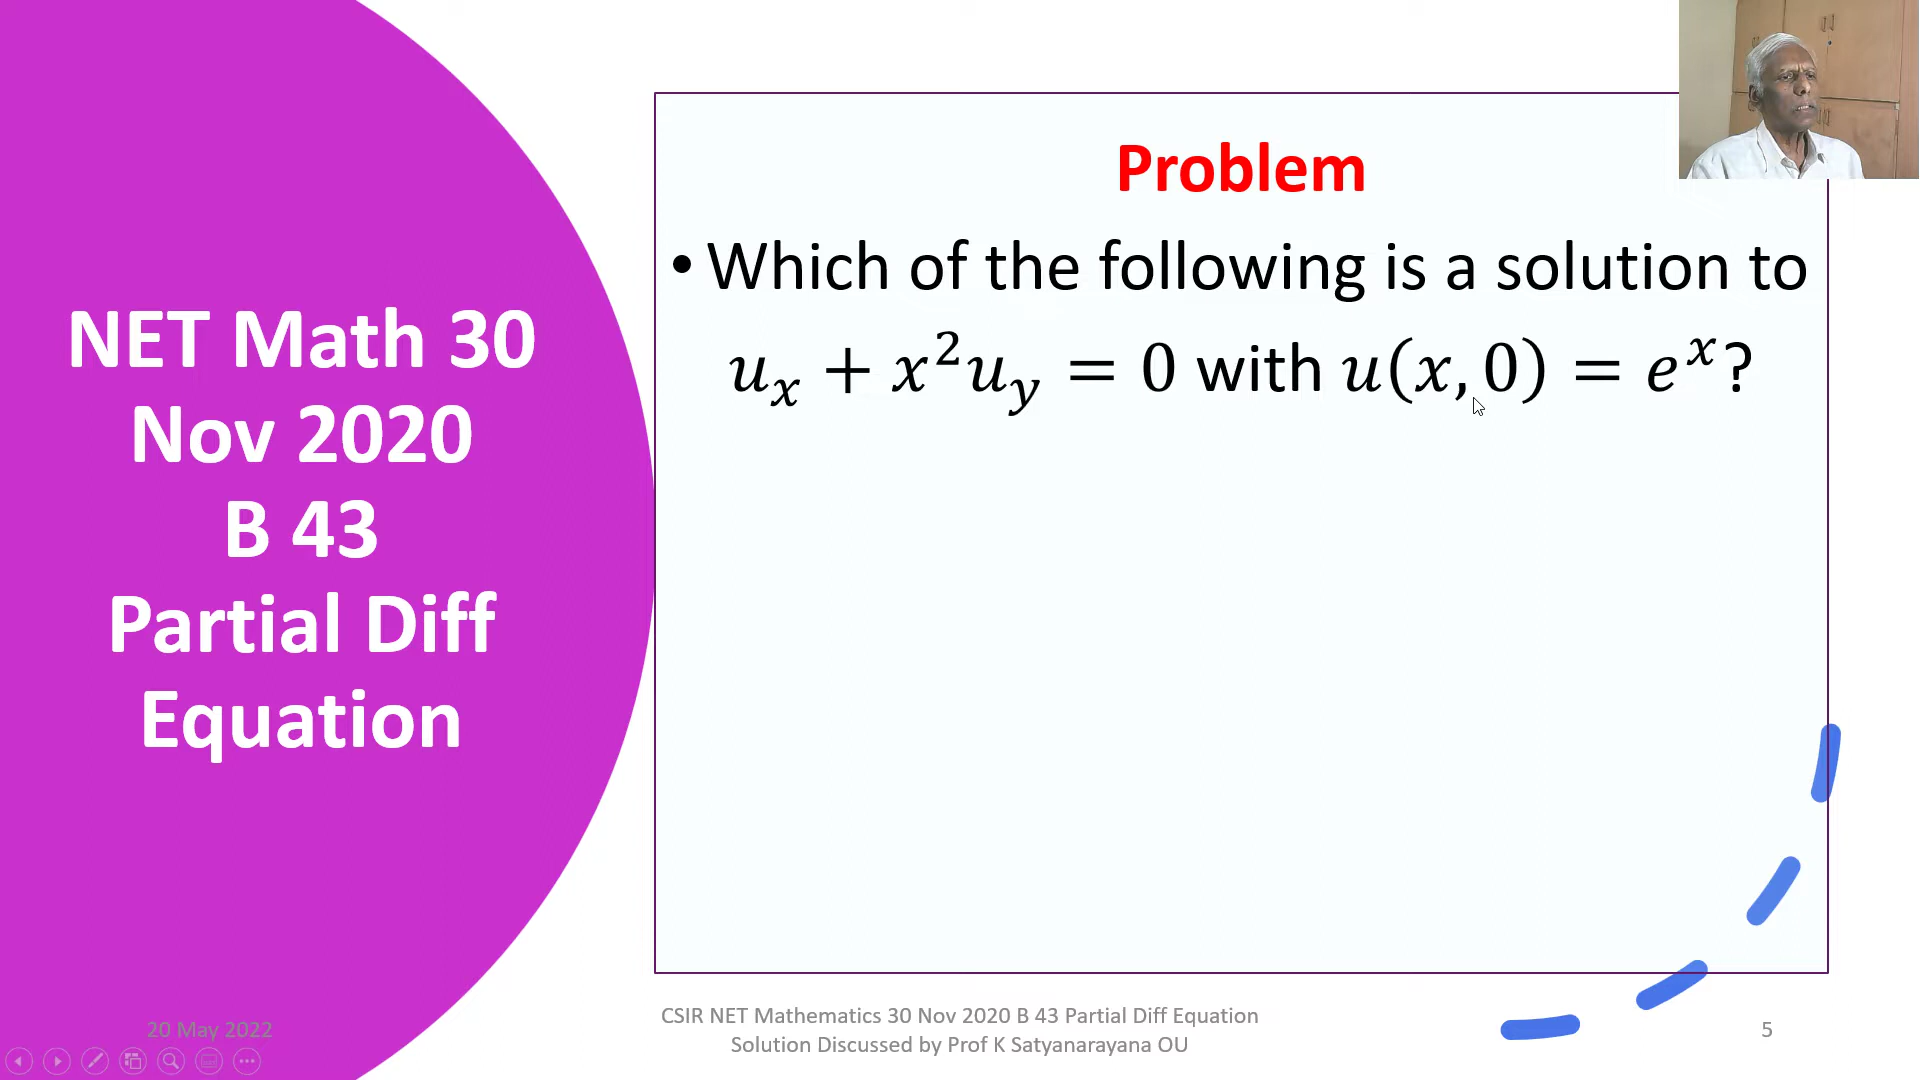 NET Math 30
Nov 2020
B 43
Partial Diff
Equation
Problem
• Which of the following is a solution to
𝑢ₓ + 𝑥²𝑢_𝑦 = 0 with 𝑢(𝑥, 0) = 𝑒^𝑥?
20 May 2022
CSIR NET Mathematics 30 Nov 2020 B 43 Partial Diff Equation
Solution Discussed by Prof K Satyanarayana OU
5